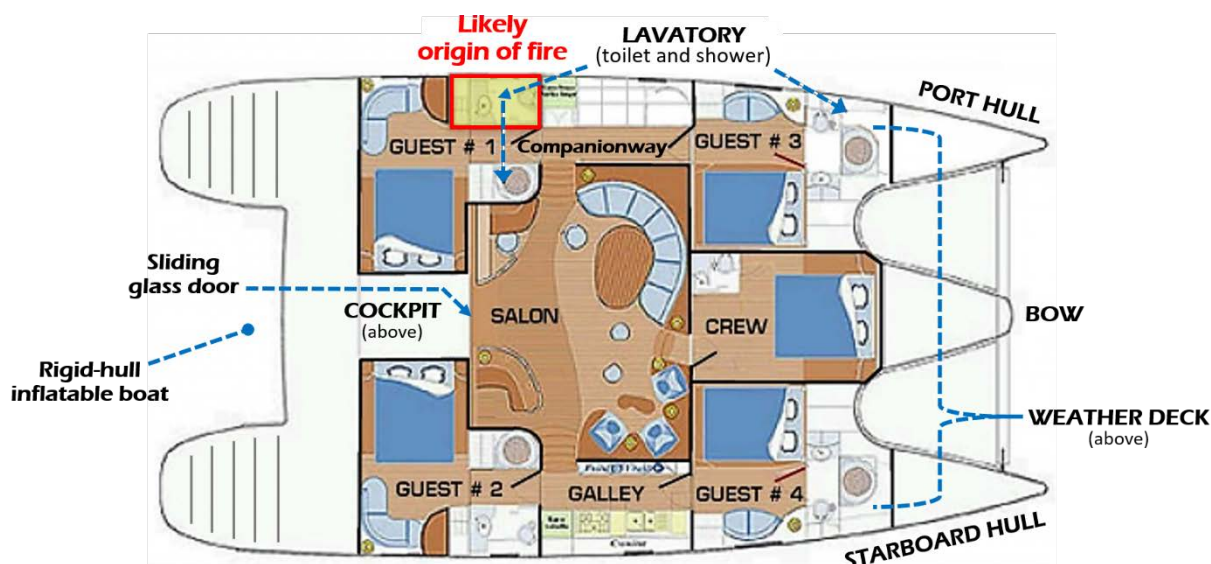 Likely
origin of fire
LAVATORY
(toilet and shower)
PORT HULL
GUEST # 1
Companionway
GUEST # 3
Sliding
glass door
COCKPIT
(above)
SALON
CREW
BOW
Rigid-hull
inflatable boat
WEATHER DECK
(above)
GUEST # 2
GALLEY
GUEST # 4
STARBOARD HULL